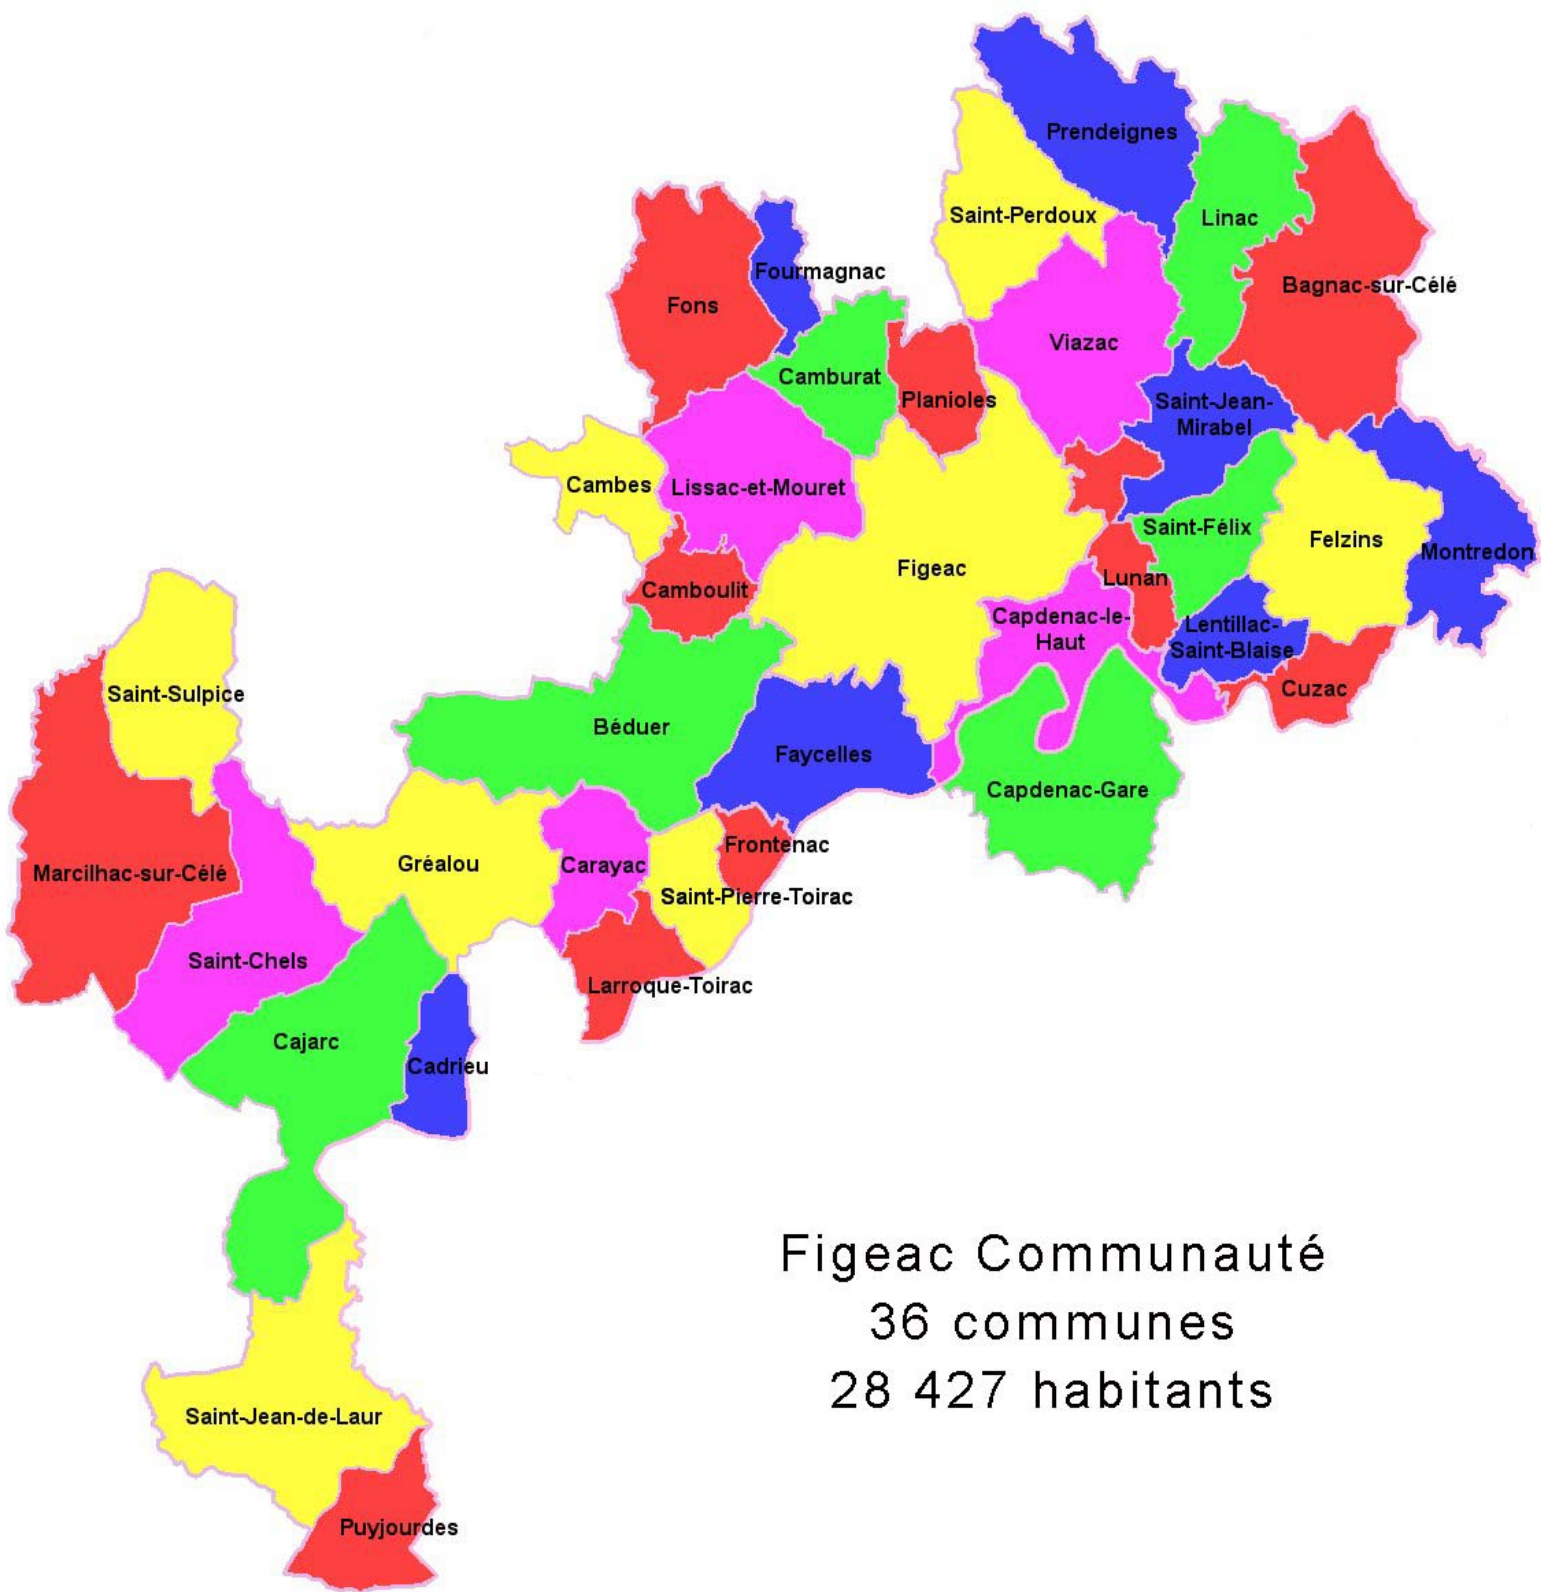 Prendeignes
Saint-Perdoux
Linac
Fourmagnac
Bagnac-sur-Célé
Fons
Viazac
Camburat
Planioles
Saint-Jean-
Mirabel
Cambes
Lissac-et-Mouret
Saint-Félix
Felzins
Montredon
Figeac
Lunan
Camboulit
Capdenac-le-
Haut
Lentillac-
Saint-Blaise
Saint-Sulpice
Cuzac
Béduer
Faycelles
Capdenac-Gare
Frontenac
Gréalou
Carayac
Marcilhac-sur-Célé
Saint-Pierre-Toirac
Saint-Chels
Larroque-Toirac
Cajarc
Cadrieu
Figeac Communauté
36 communes
28 427 habitants
Saint-Jean-de-Laur
Puyjourdes